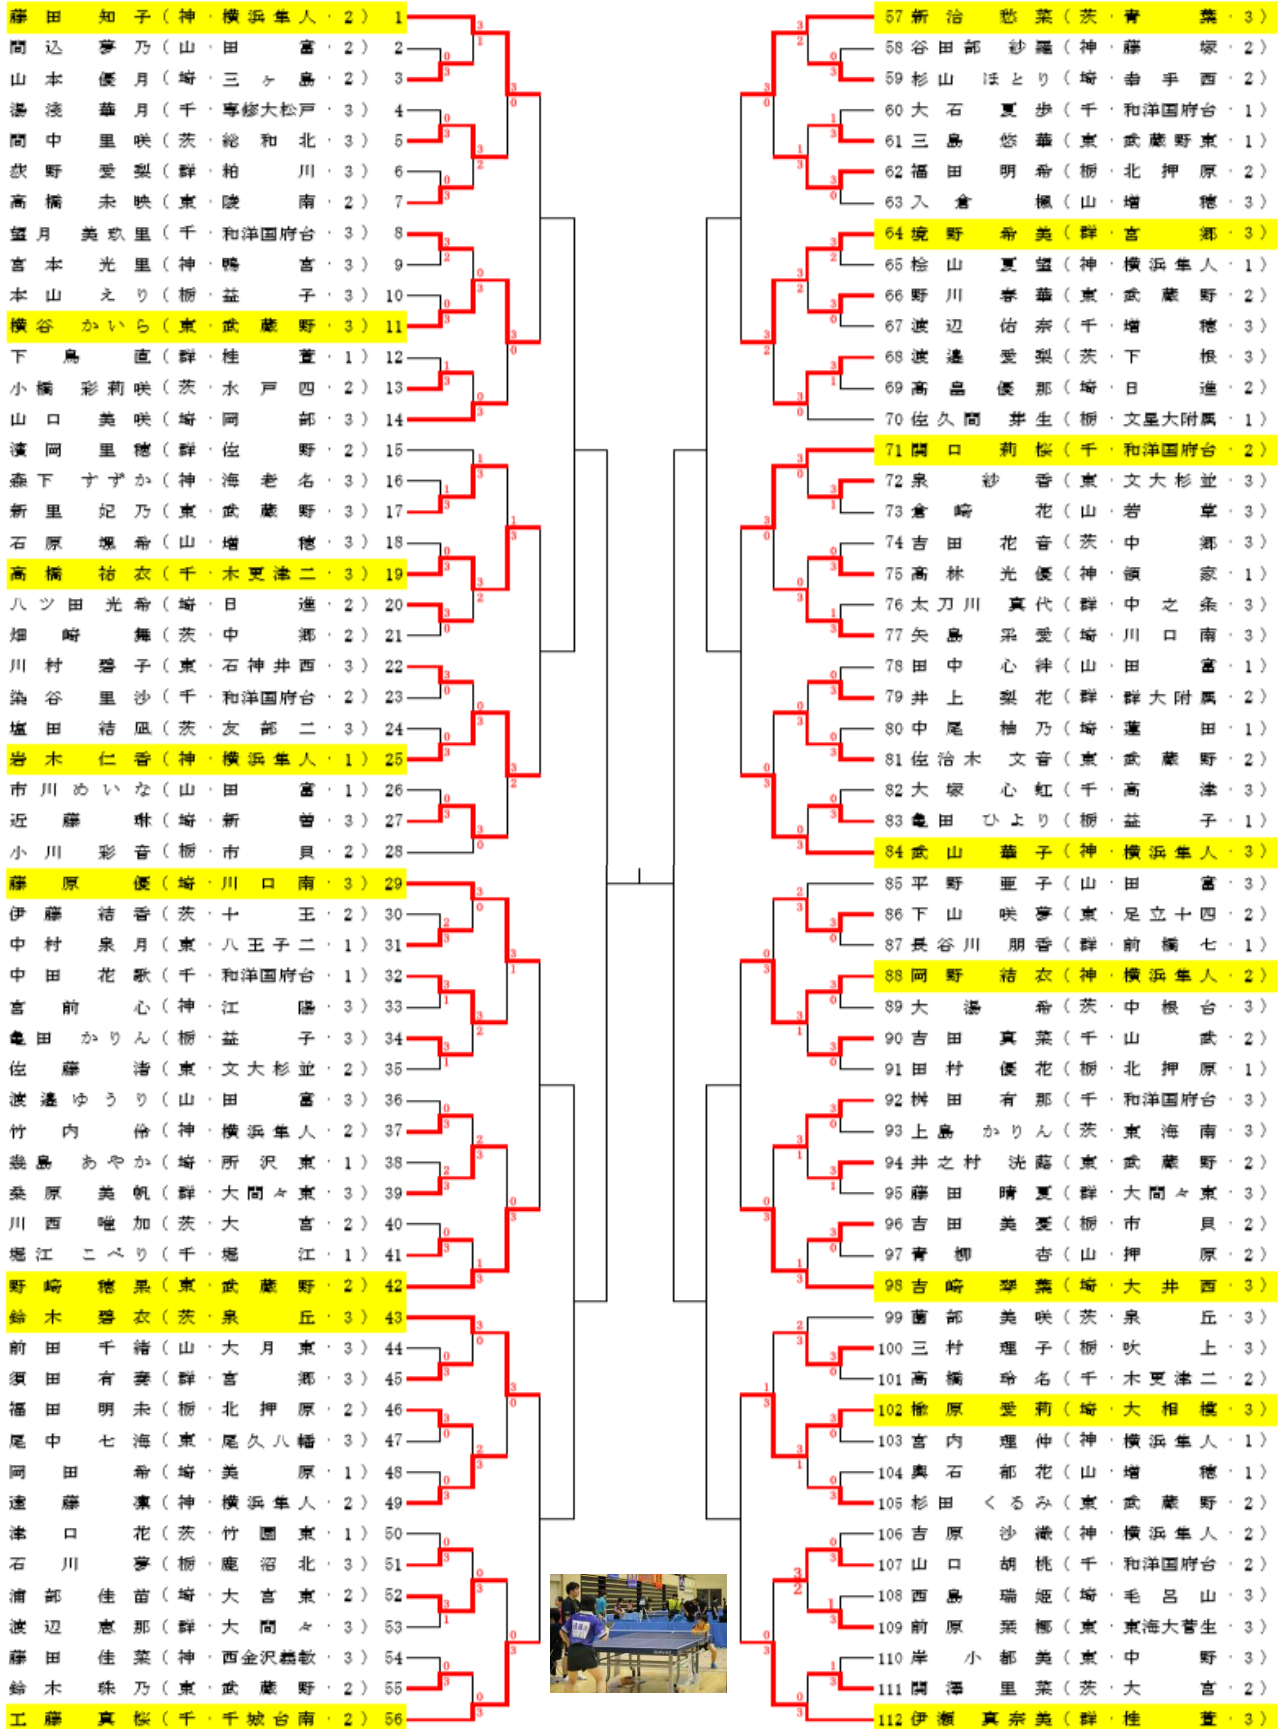 藤田 知子(神・横浜隼人・2) 1
間込 夢乃(山・田富・2) 2
山本 優月(埼・三ヶ島・2) 3
湯淺 華月(千・専修大松戸・3) 4
間中 里咲(茨・総和北・3) 5
荻野 愛梨(群・粕川・3) 6
高橋 未映(東・陵南・2) 7
望月 美玖里(千・和洋国府台・3) 8
宮本 光里(神・鴨宮・3) 9
本山 えり(栃・益子・3) 10
横谷 かいら(東・武蔵野・3) 11
下鳥 直(群・桂萱・1) 12
小橋 彩莉咲(茨・水戸四・2) 13
山口 美咲(埼・岡部・3) 14
濱岡 里穂(群・佐野・2) 15
森下 すずか(神・海老名・3) 16
新里 妃乃(東・武蔵野・3) 17
石原 颯希(山・増穂・3) 18
高橋 祐衣(千・木更津二・3) 19
八ツ田 光希(埼・日進・2) 20
畑崎 舞(茨・中郷・2) 21
川村 碧子(東・石神井西・3) 22
染谷 里沙(千・和洋国府台・2) 23
塩田 結凪(茨・友部二・3) 24
岩木 仁香(神・横浜隼人・1) 25
市川 めいな(山・田富・1) 26
近藤 琳(埼・新曽・3) 27
小川 彩音(栃・市貝・2) 28
藤原 優(埼・川口南・3) 29
伊藤 結香(茨・十王・2) 30
中村 泉月(東・八王子二・1) 31
中田 花歌(千・和洋国府台・1) 32
宮前 心(神・江陽・3) 33
亀田 かりん(栃・益子・3) 34
佐藤 渚(東・文大杉並・2) 35
渡邉 ゆうり(山・田富・3) 36
竹内 伶(神・横浜隼人・2) 37
幾島 あやか(埼・所沢東・1) 38
桑原 美帆(群・大間々東・3) 39
川西 唯加(茨・大宮・2) 40
堀江 こべり(千・堀江・1) 41
野﨑 穂果(東・武蔵野・2) 42
鈴木 碧衣(茨・泉丘・3) 43
前田 千緒(山・大月東・3) 44
須田 有褰(群・宮郷・3) 45
福田 明未(栃・北押原・2) 46
尾中 七海(東・尾久八幡・3) 47
岡田 希(埼・美原・1) 48
遠藤 凛(神・横浜隼人・2) 49
津口 花(茨・竹園東・1) 50
石川 夢(栃・鹿沼北・3) 51
浦部 佳苗(埼・大宮東・2) 52
渡辺 恵那(群・大間々・3) 53
藤田 佳菜(神・西金沢義教・3) 54
鈴木 珠乃(東・武蔵野・2) 55
工藤 真桜(千・千城台南・2) 56
57 新治 愁菜(茨・青葉・3)
58 谷田部 紗羅(神・藤塚・2)
59 杉山 ほとり(埼・幸手西・2)
60 大石 夏歩(千・和洋国府台・1)
61 三島 悠華(東・武蔵野東・1)
62 福田 明希(栃・北押原・2)
63 入倉 楓(山・増穂・3)
64 境野 希美(群・宮郷・3)
65 桧山 夏望(神・横浜隼人・1)
66 野川 春華(東・武蔵野・2)
67 渡辺 佑奈(千・増穂・3)
68 渡邉 愛梨(茨・下根・3)
69 高畠 優那(埼・日進・2)
70 佐久間 芽生(栃・文星大附属・1)
71 関口 莉桜(千・和洋国府台・2)
72 泉 紗香(東・文大杉並・3)
73 倉崎 花(山・若草・3)
74 吉田 花音(茨・中郷・3)
75 高林 光優(神・領家・1)
76 太刀川 真代(群・中之条・3)
77 矢島 采愛(埼・川口南・3)
78 田中 心絆(山・田富・1)
79 井上 梨花(群・群大附属・2)
80 中尾 柚乃(埼・蓮田・1)
81 佐治木 文音(東・武蔵野・2)
82 大塚 心虹(千・高津・3)
83 亀田 ひより(栃・益子・1)
84 武山 華子(神・横浜隼人・3)
85 平野 亜子(山・田富・3)
86 下山 咲夢(東・足立十四・2)
87 長谷川 朋香(群・前橋七・1)
88 岡野 結衣(神・横浜隼人・2)
89 大湯 希(茨・中根台・3)
90 吉田 真菜(千・山武・2)
91 田村 優花(栃・北押原・1)
92 桝田 有那(千・和洋国府台・3)
93 上島 かりん(茨・東海南・3)
94 井之村 洸蕗(東・武蔵野・2)
95 藤田 晴夏(群・大間々東・3)
96 吉田 美憂(栃・市貝・2)
97 青柳 杏(山・押原・2)
98 吉﨑 翠葉(埼・大井西・3)
99 薗部 美咲(茨・泉丘・3)
100 三村 理子(栃・吹上・3)
101 高橋 玲名(千・木更津二・2)
102 楡原 愛莉(埼・大相模・3)
103 宮内 理仲(神・横浜隼人・1)
104 輿石 郁花(山・増穂・1)
105 杉田 くるみ(東・武蔵野・2)
106 吉原 沙織(神・横浜隼人・2)
107 山口 胡桃(千・和洋国府台・2)
108 西島 瑞姫(埼・毛呂山・3)
109 前原 菜梛(東・東海大菅生・3)
110 岸 小都美(東・中野・3)
111 関澤 里菜(茨・大宮・2)
112 伊瀬 真奈美(群・桂萱・3)